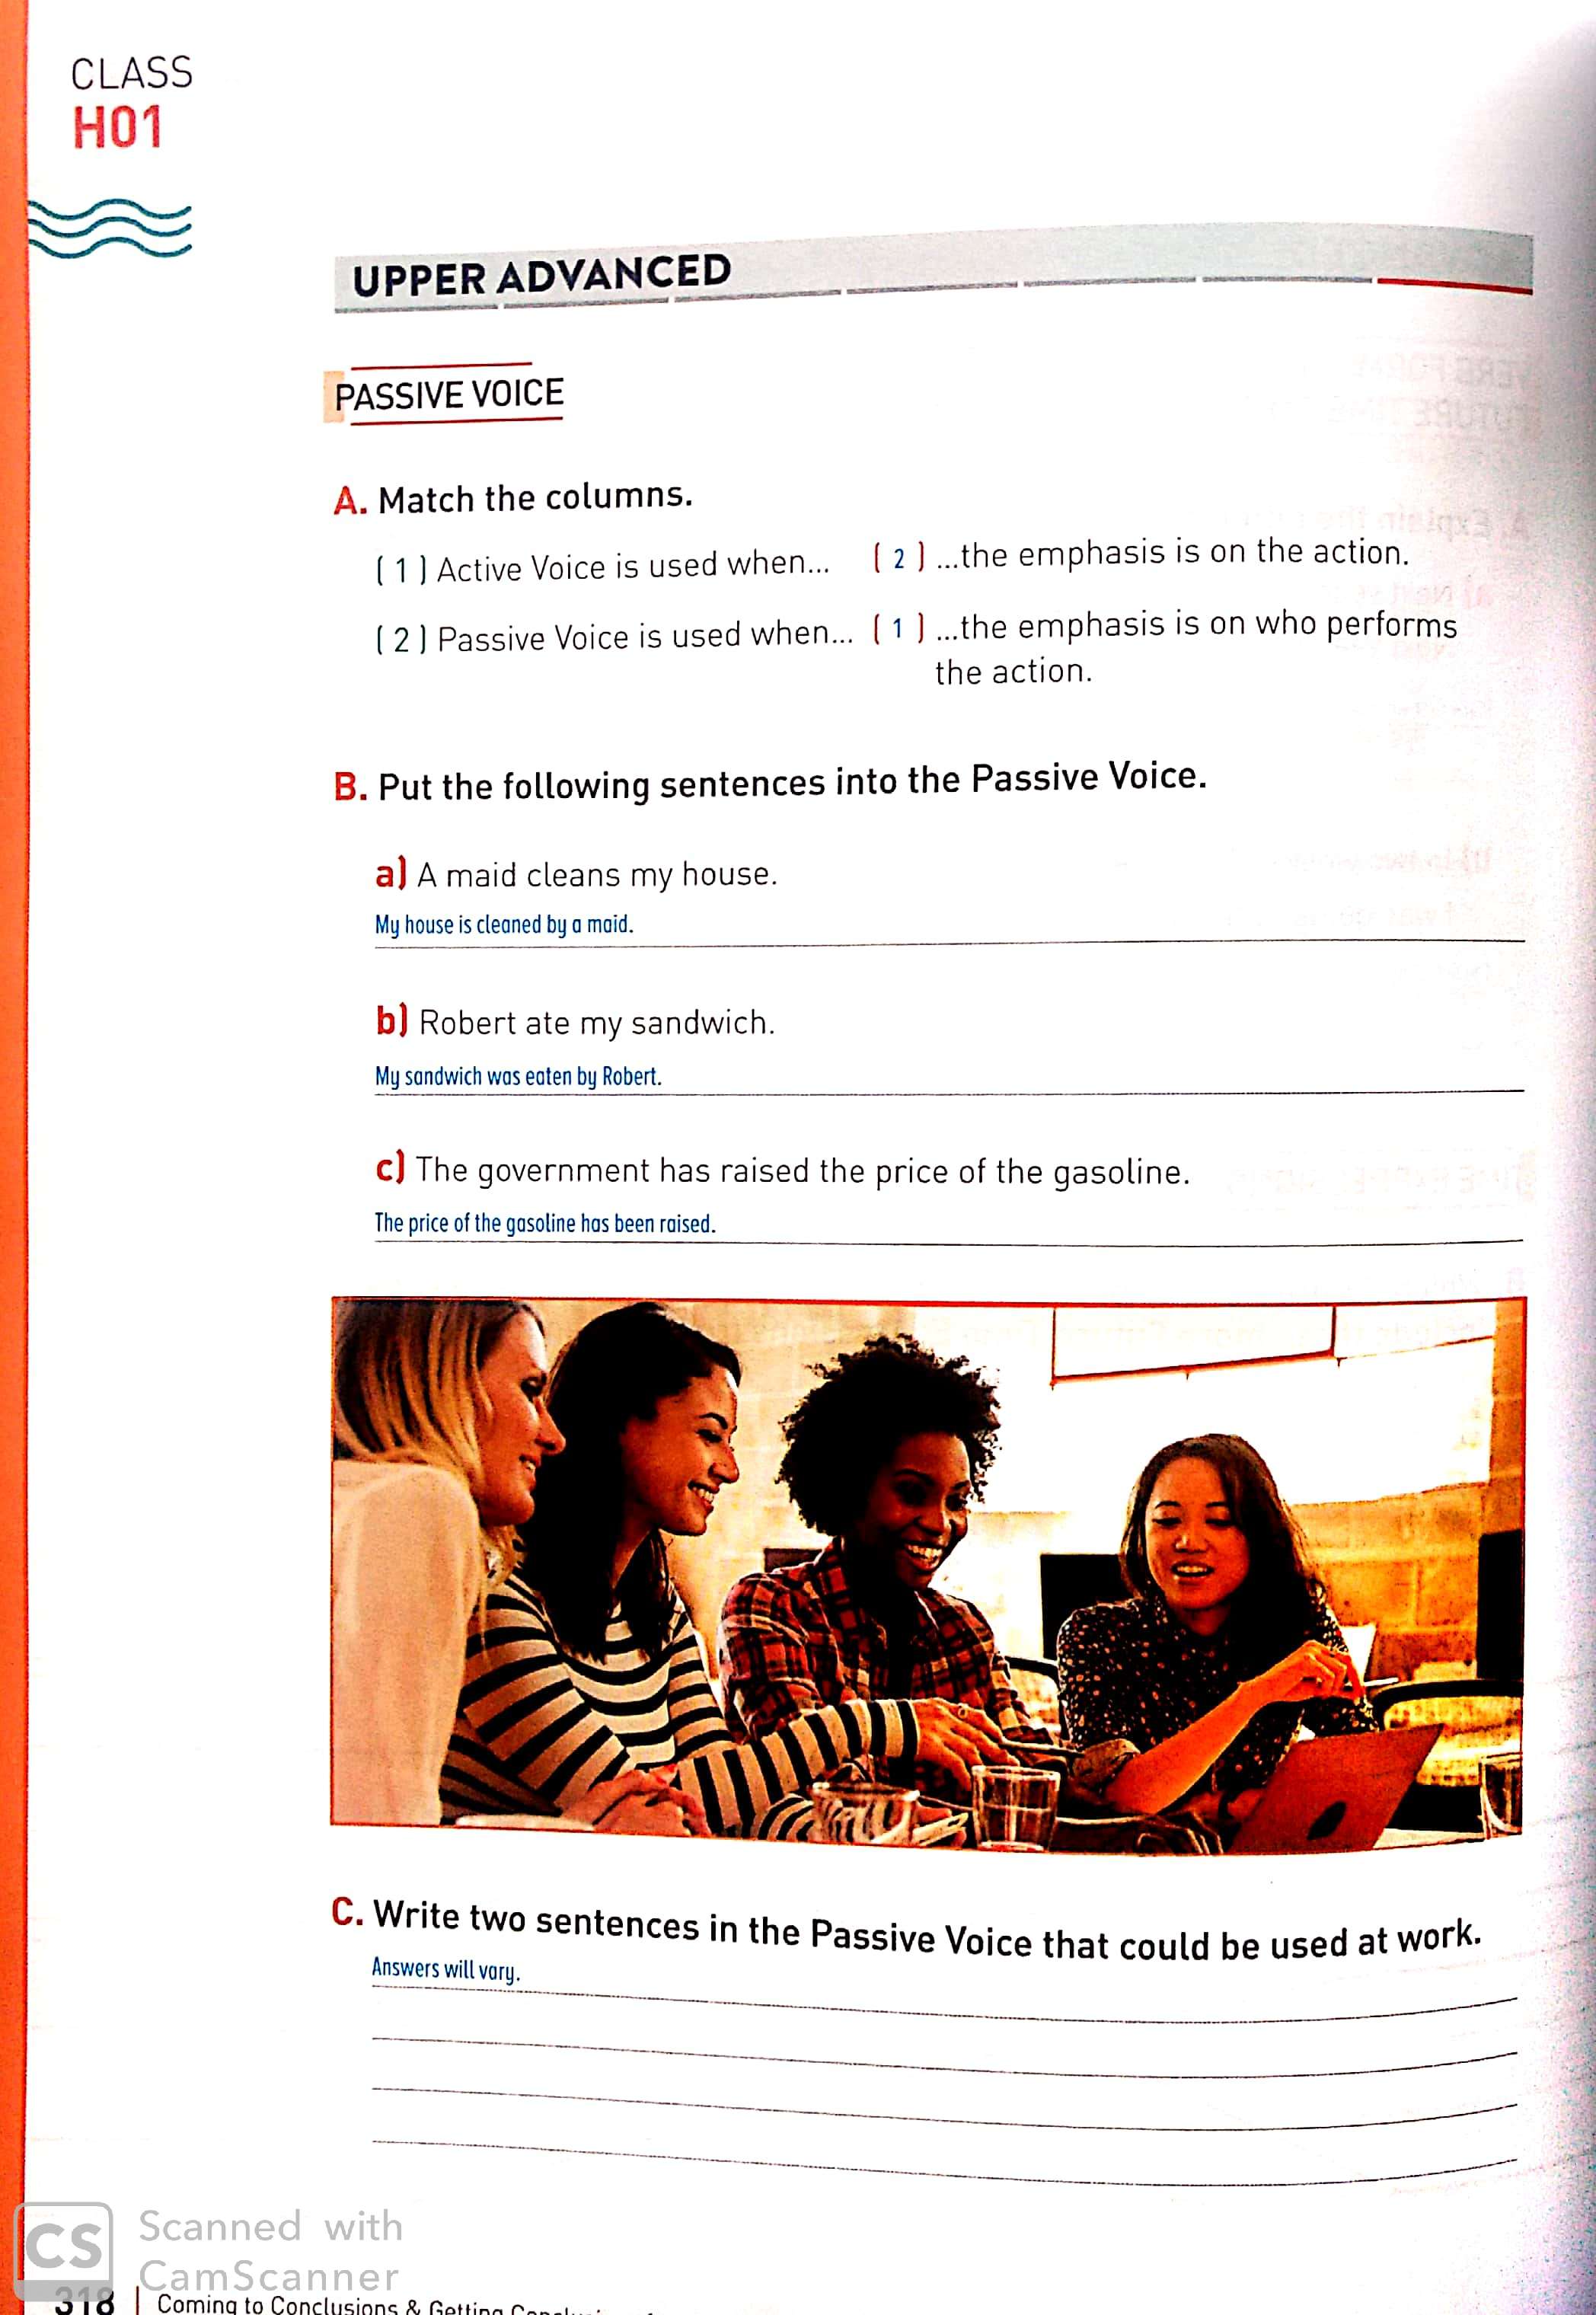 CLASS
H01
UPPER ADVANCED
PASSIVE VOICE
A. Match the columns.
( 1 ) Active Voice is used when... ( 2 ) ...the emphasis is on the action.
( 2 ) Passive Voice is used when... ( 1 ) ...the emphasis is on who performs
the action.
B. Put the following sentences into the Passive Voice.
a) A maid cleans my house.
My house is cleaned by a maid.
b) Robert ate my sandwich.
My sandwich was eaten by Robert.
c) The government has raised the price of the gasoline.
The price of the gasoline has been raised.
C. Write two sentences in the Passive Voice that could be used at work.
Answers will vary.
CS Scanned with
CamScanner
318 | Coming to Conclusions & Getting